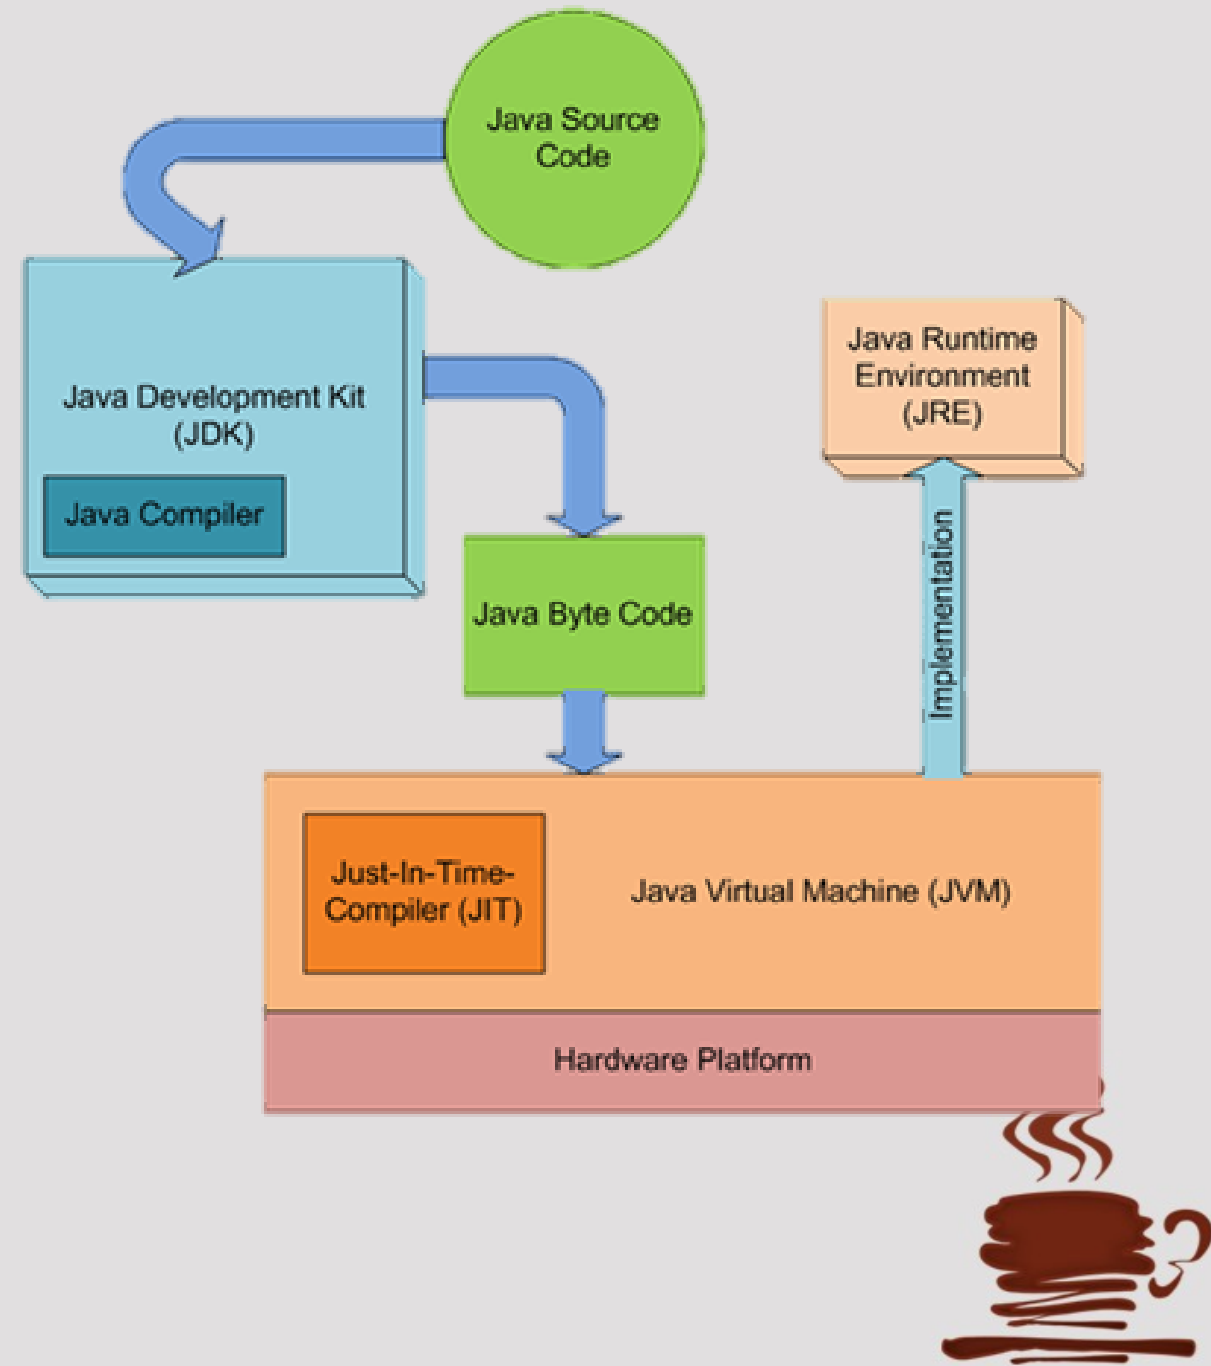 Java Source
Code
Java Development Kit
(JDK)
Java Compiler
Java Runtime
Environment
(JRE)
Java Byte Code
Implementation
Just-In-Time-
Compiler (JIT)
Java Virtual Machine (JVM)
Hardware Platform